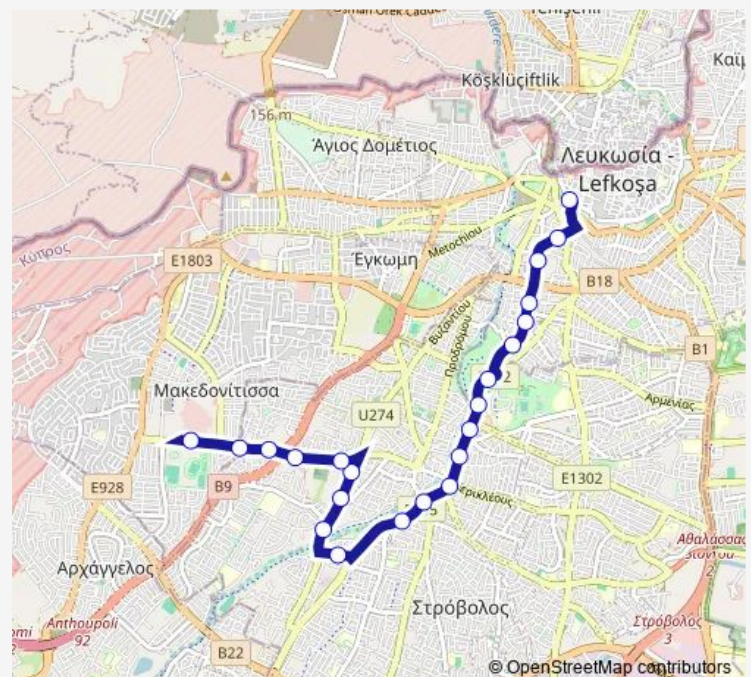 156 m
Köşklüçiftlik
Άγιος Δομέτιος
Λευκωσία -
Lefkoşa
Κύπρος
E1803
Metochiou
Έγκωμη
B18
Βυζαντίου
Προδρόμου
B1
Μακεδονίτισσα
U274
Αρμενίας
E928
B9
E1302
Αρχάγγελος
Στρόβολος
Στρόβολος
3
Anthoupoli
92
B22
© OpenStreetMap contributors